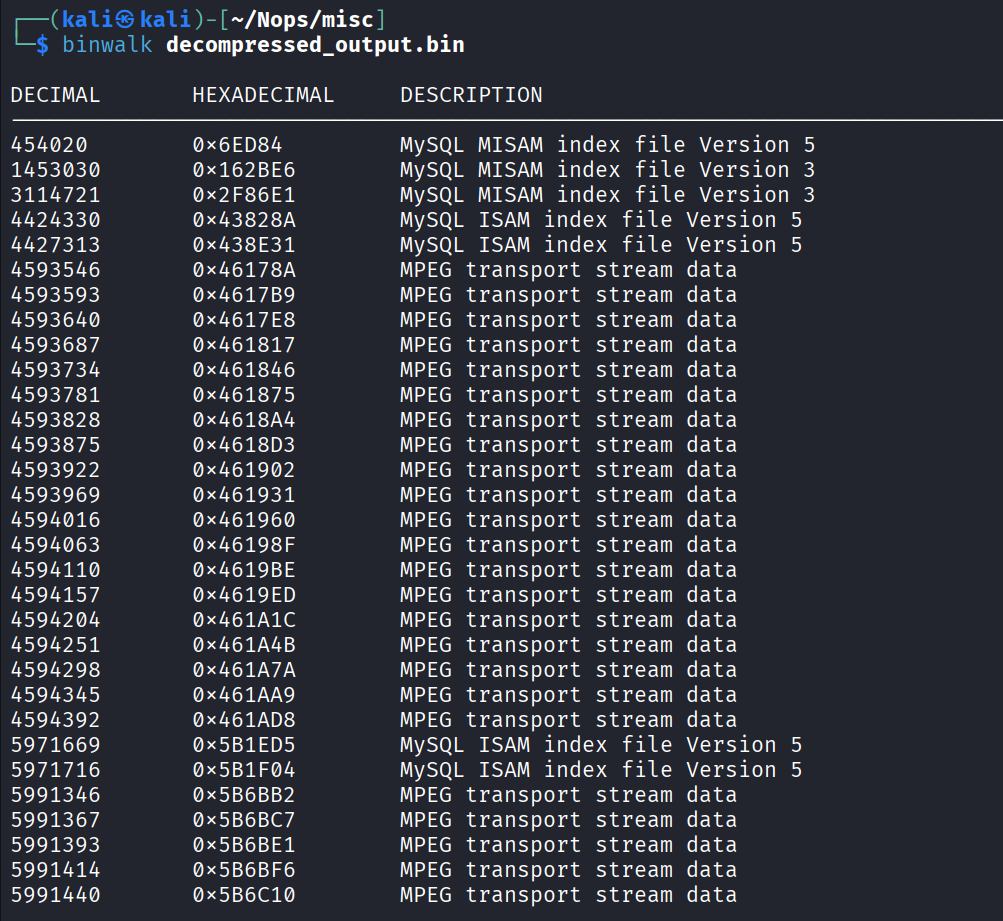 ┌──(kali㉿kali)-[~/Nops/misc]
└─$ binwalk decompressed_output.bin
DECIMAL HEXADECIMAL DESCRIPTION
454020 0×6ED84 MySQL MISAM index file Version 5
1453030 0×162BE6 MySQL MISAM index file Version 3
3114721 0×2F86E1 MySQL MISAM index file Version 3
4424330 0×43828A MySQL ISAM index file Version 5
4427313 0×438E31 MySQL ISAM index file Version 5
4593546 0×46178A MPEG transport stream data
4593593 0×4617B9 MPEG transport stream data
4593640 0×4617E8 MPEG transport stream data
4593687 0×461817 MPEG transport stream data
4593734 0×461846 MPEG transport stream data
4593781 0×461875 MPEG transport stream data
4593828 0×4618A4 MPEG transport stream data
4593875 0×4618D3 MPEG transport stream data
4593922 0×461902 MPEG transport stream data
4593969 0×461931 MPEG transport stream data
4594016 0×461960 MPEG transport stream data
4594063 0×46198F MPEG transport stream data
4594110 0×4619BE MPEG transport stream data
4594157 0×4619ED MPEG transport stream data
4594204 0×461A1C MPEG transport stream data
4594251 0×461A4B MPEG transport stream data
4594298 0×461A7A MPEG transport stream data
4594345 0×461AA9 MPEG transport stream data
4594392 0×461AD8 MPEG transport stream data
5971669 0×5B1ED5 MySQL ISAM index file Version 5
5971716 0×5B1F04 MySQL ISAM index file Version 5
5991346 0×5B6BB2 MPEG transport stream data
5991367 0×5B6BC7 MPEG transport stream data
5991393 0×5B6BE1 MPEG transport stream data
5991414 0×5B6BF6 MPEG transport stream data
5991440 0×5B6C10 MPEG transport stream data